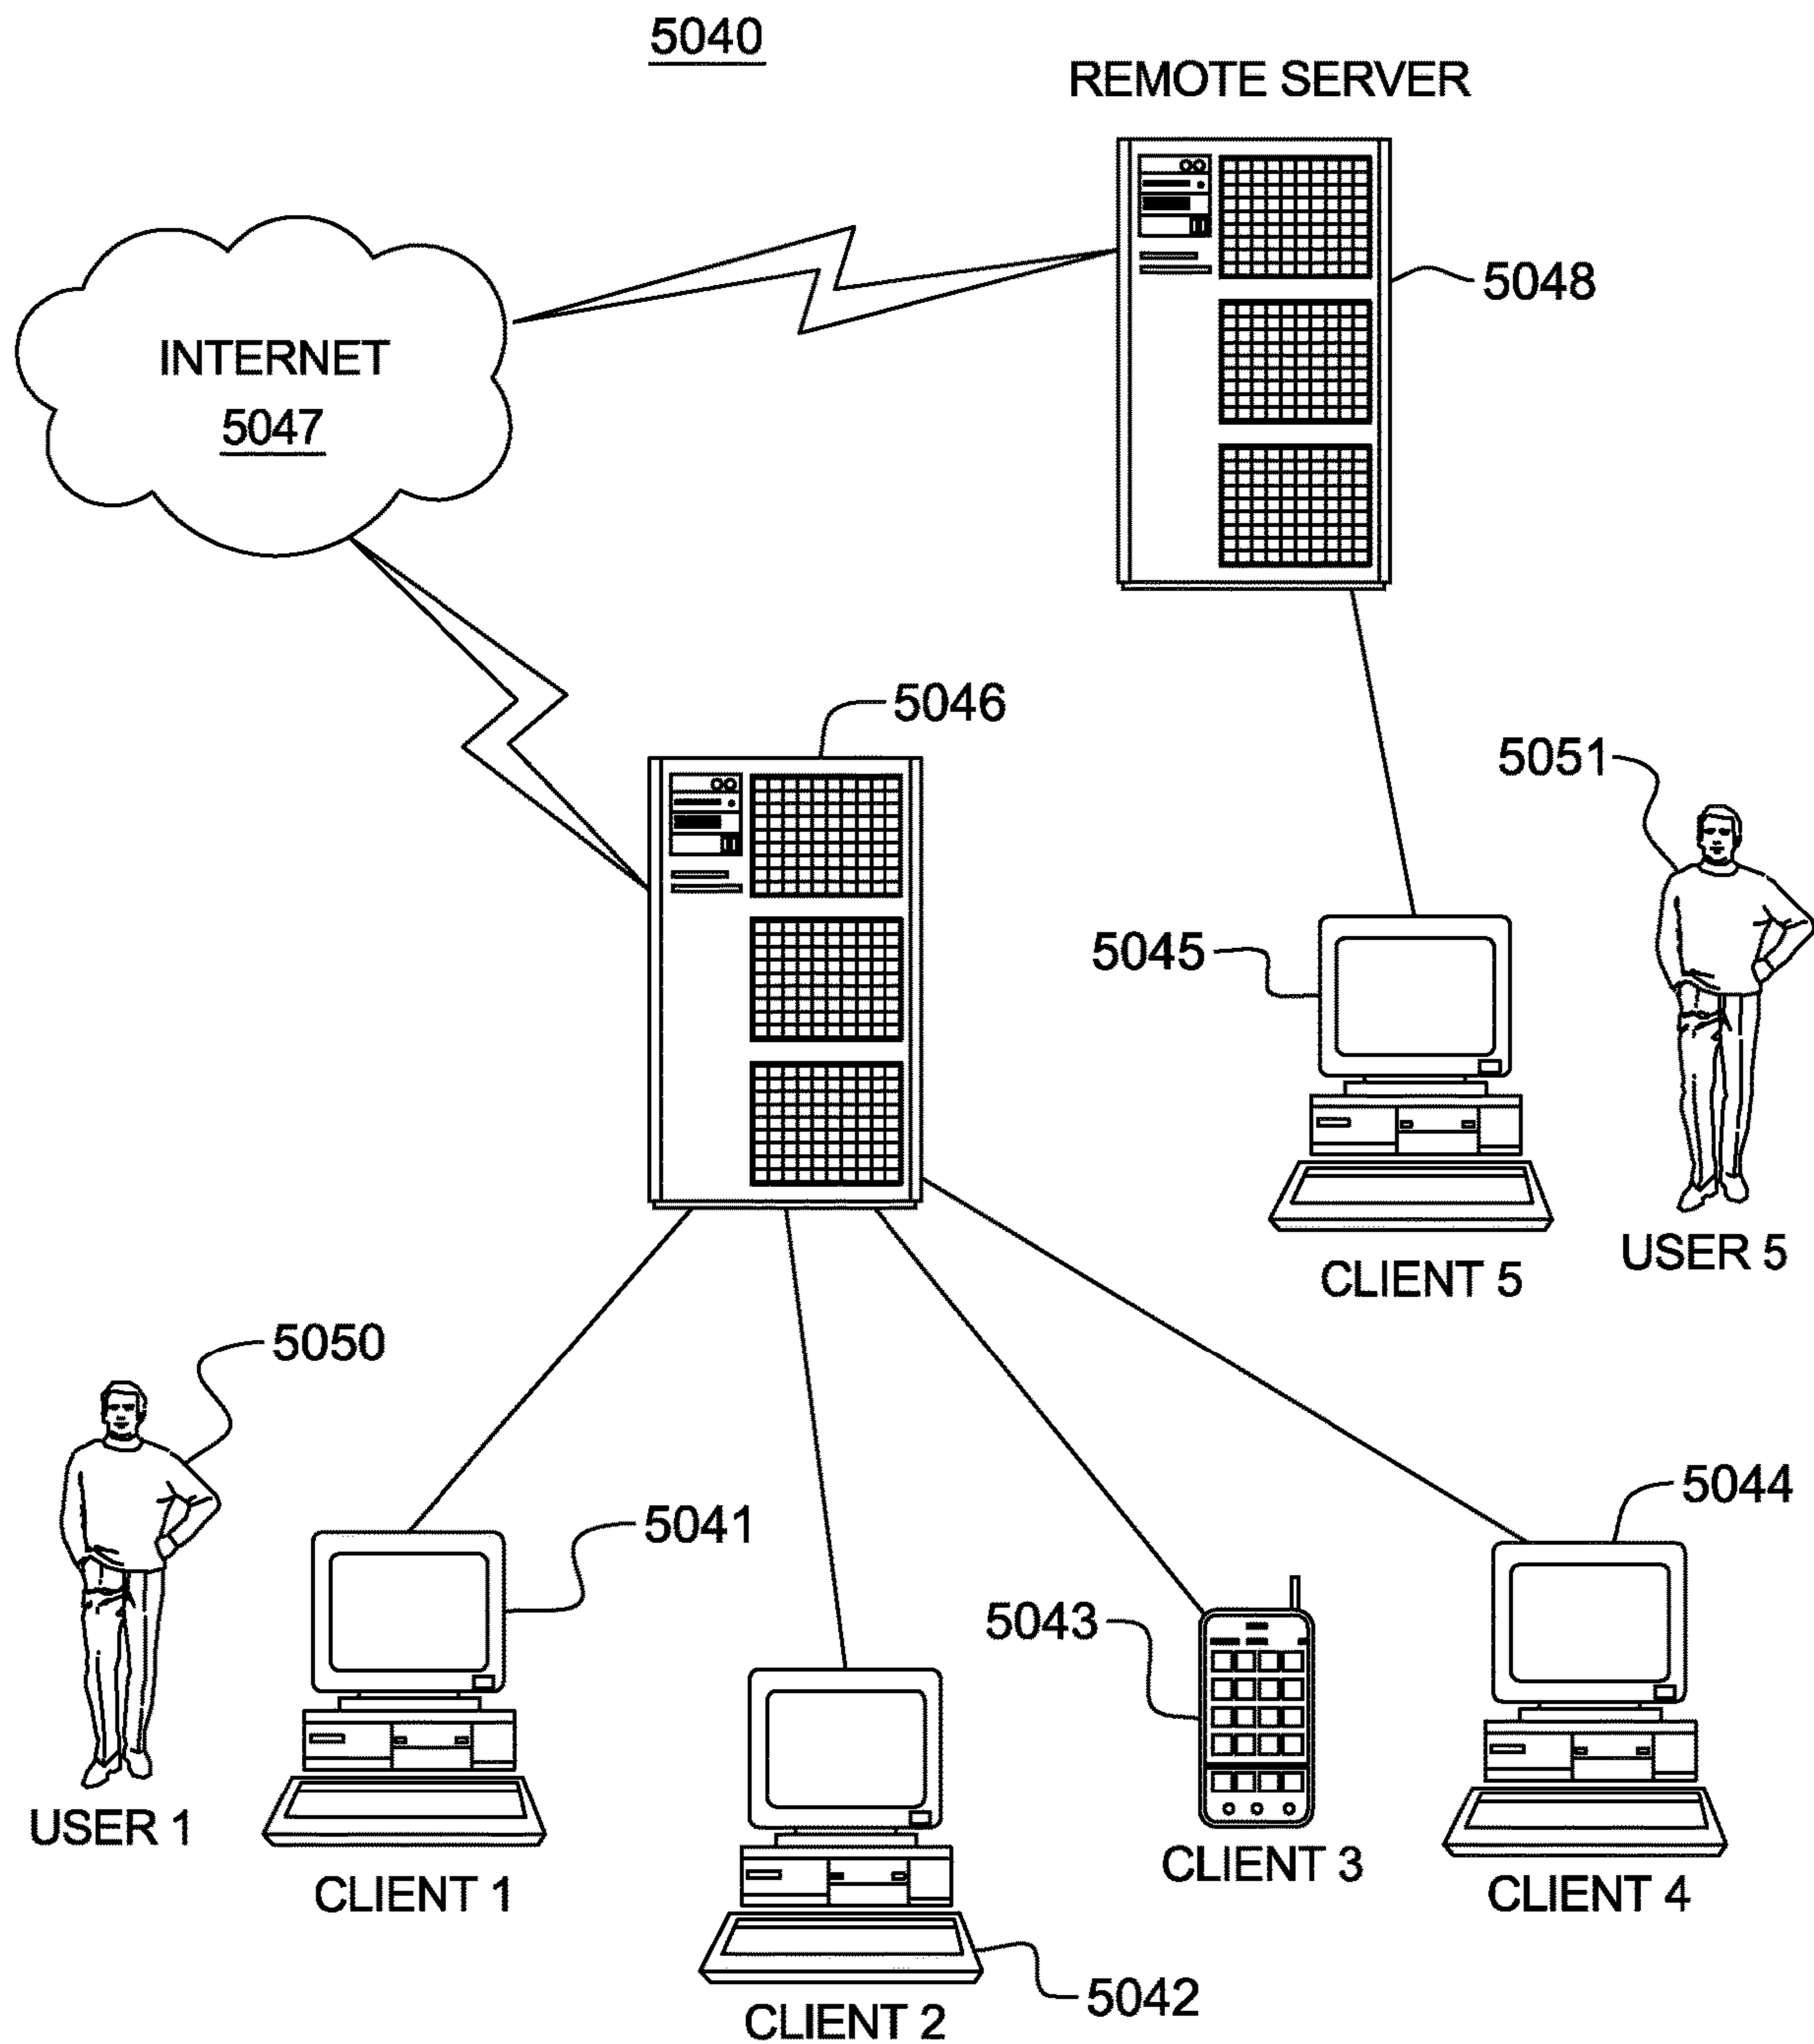 5040
REMOTE SERVER
5048
INTERNET
5047
5046
5051
5045
USER 5
CLIENT 5
5050
5044
5041
5043
USER 1
CLIENT 3
CLIENT 1
CLIENT 4
5042
CLIENT 2